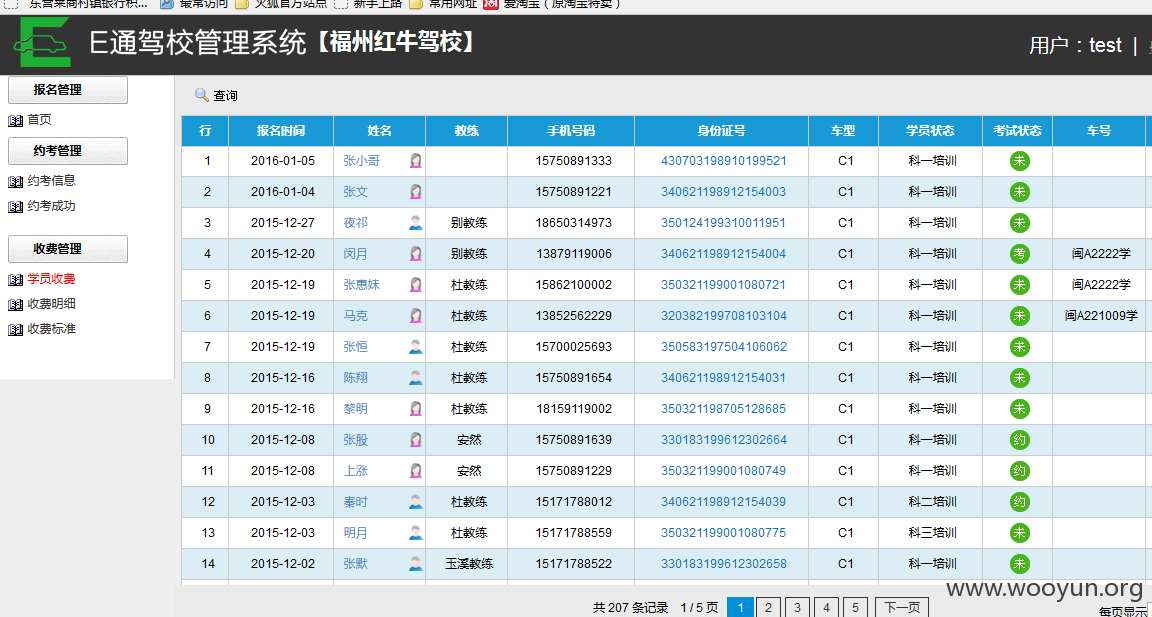 东营莱商村镇银行积... 最常访问 火狐官方站点 新手上路 常用网址 爱淘宝（原淘宝特卖）
E通驾校管理系统【福州红牛驾校】
用户：test |
报名管理
首页
约考管理
约考信息
约考成功
收费管理
学员收费
收费明细
收费标准
查询
行 报名时间 姓名 教练 手机号码 身份证号 车型 学员状态 考试状态 车号
1 2016-01-05 张小哥 15750891333 430703198910199521 C1 科一培训 未
2 2016-01-04 张文 15750891221 340621198912154003 C1 科一培训 未
3 2015-12-27 夜祁 别教练 18650314973 350124199310011951 C1 科一培训 未
4 2015-12-20 闵月 别教练 13879119006 340621198912154004 C1 科一培训 考 闽A2222学
5 2015-12-19 张惠妹 杜教练 15862100002 350321199001080721 C1 科一培训 未 闽A2222学
6 2015-12-19 马克 杜教练 13852562229 320382199708103104 C1 科一培训 未 闽A221009学
7 2015-12-19 张恒 杜教练 15700025693 350583197504106062 C1 科一培训 未
8 2015-12-16 陈翔 杜教练 15750891654 340621198912154031 C1 科一培训 未
9 2015-12-16 黎明 杜教练 18159119002 350321198705128685 C1 科一培训 未
10 2015-12-08 张股 安然 15750891639 330183199612302664 C1 科一培训 约
11 2015-12-08 上涨 安然 15750891229 350321199001080749 C1 科一培训 约
12 2015-12-03 秦时 杜教练 15171788012 340621198912154039 C1 科二培训 约
13 2015-12-03 明月 杜教练 15171788559 350321199001080775 C1 科三培训 未
14 2015-12-02 张默 玉溪教练 15171788522 330183199612302658 C1 科一培训 未
www.wooyun.org
共 207 条记录 1 / 5 页 1 2 3 4 5 下一页 每页显示